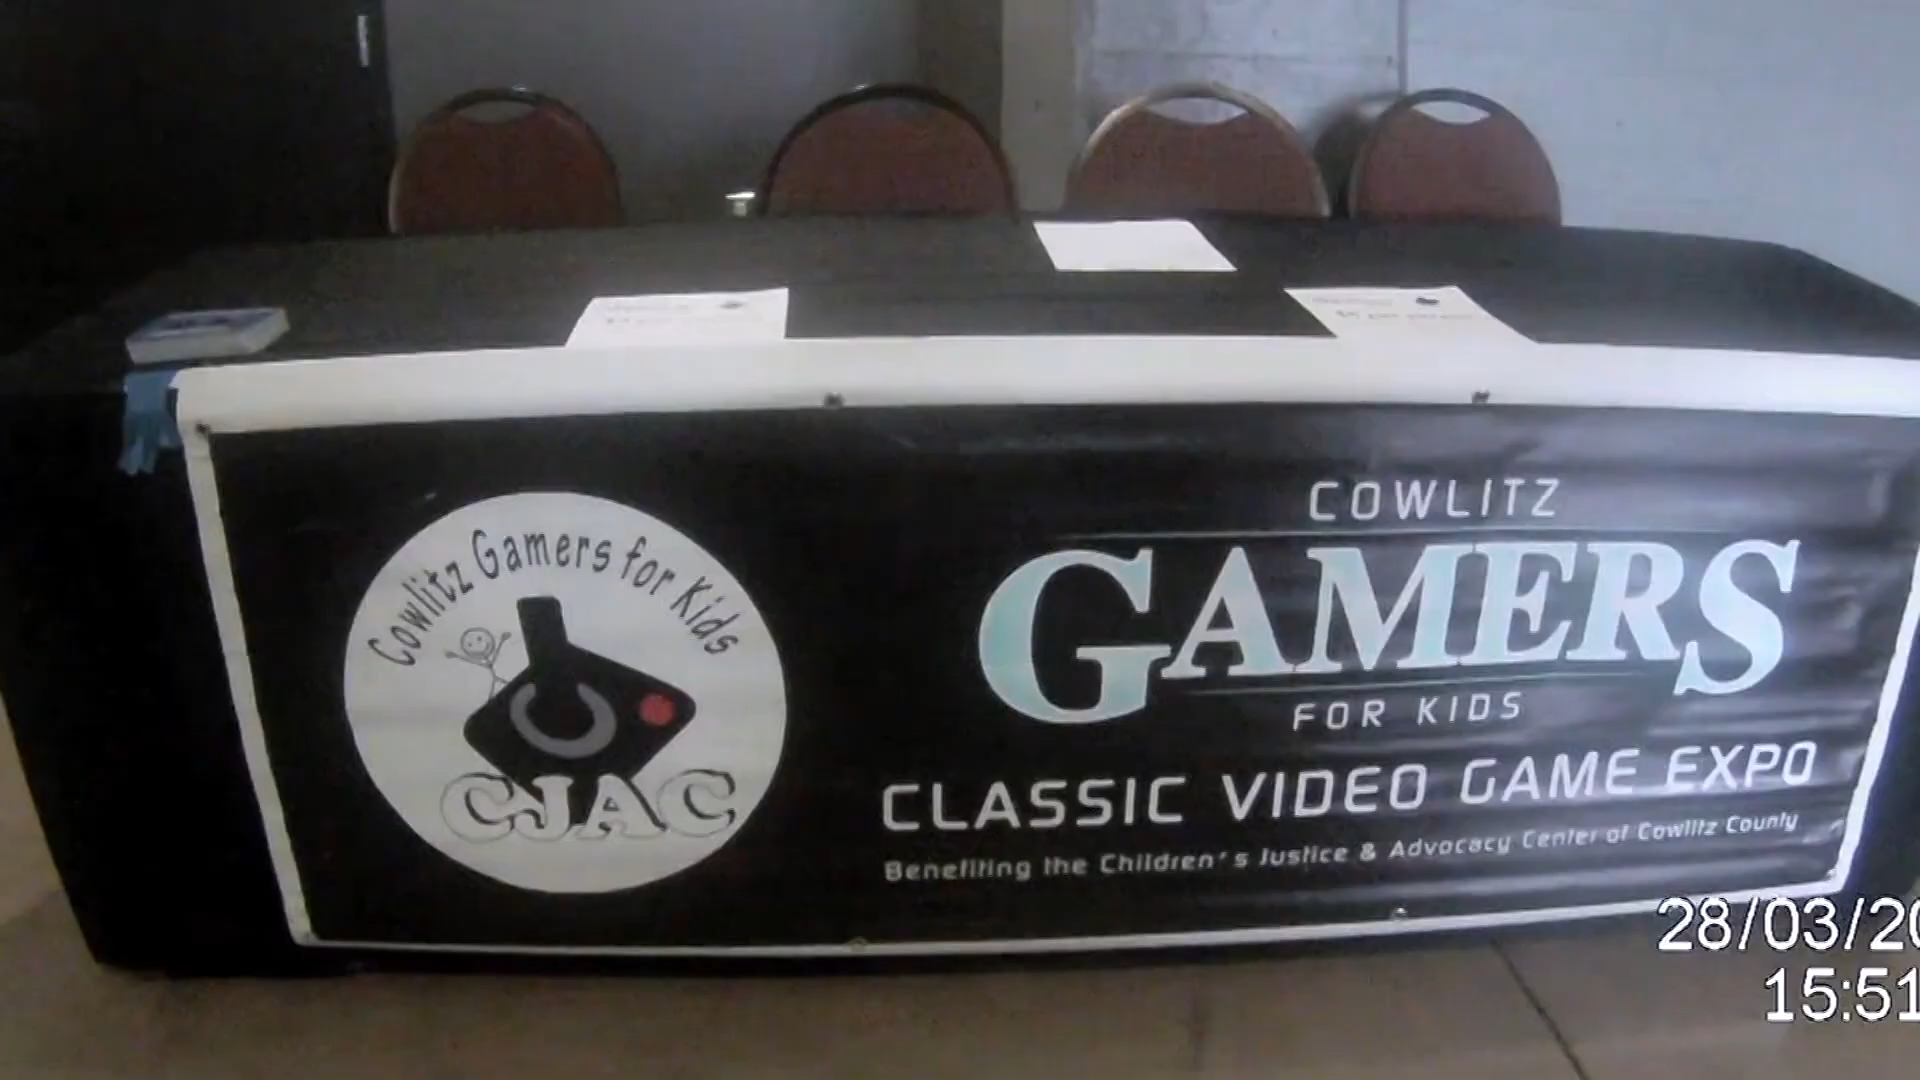 Cowlitz Gamers for Kids
CJAC
COWLITZ
GAMERS
FOR KIDS
CLASSIC VIDEO GAME EXPO
Benefiting the Children's Justice & Advocacy Center of Cowlitz County
28/03/20
15:51